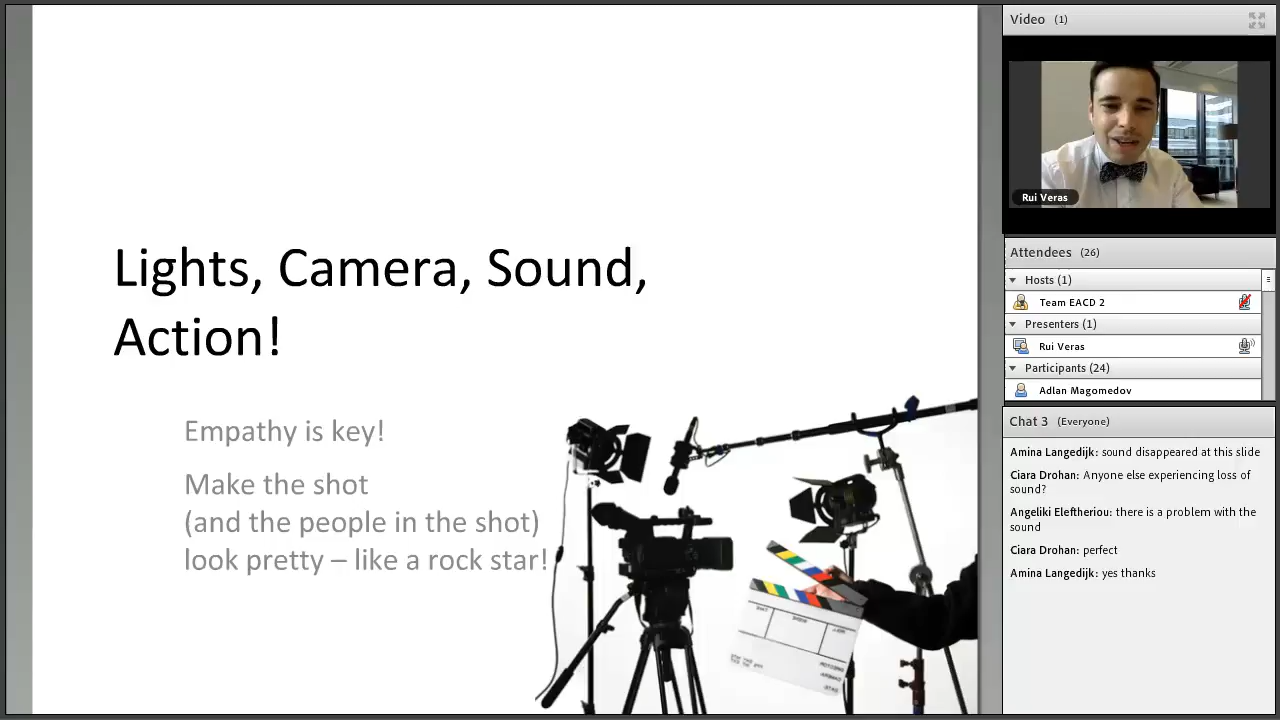 Lights, Camera, Sound,
Action!
Empathy is key!
Make the shot
(and the people in the shot)
look pretty – like a rock star!
Video (1)
Rui Veras
Attendees (26)
Hosts (1)
Team EACD 2
Presenters (1)
Rui Veras
Participants (24)
Adlan Magomedov
Chat 3 (Everyone)
Amina Langedijk: sound disappeared at this slide
Ciara Drohan: Anyone else experiencing loss of
sound?
Angeliki Eleftheriou: there is a problem with the
sound
Ciara Drohan: perfect
Amina Langedijk: yes thanks